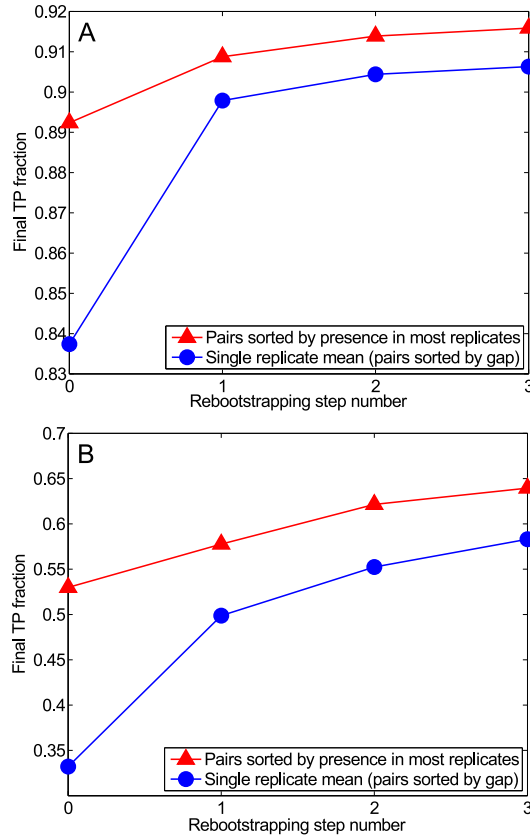 A
0.92
0.91
0.9
0.89
0.88
0.87
0.86
0.85
0.84
0.83
Final TP fraction
Pairs sorted by presence in most replicates
Single replicate mean (pairs sorted by gap)
0 1 2 3
Rebootstrapping step number
B
0.7
0.65
0.6
0.55
0.5
0.45
0.4
0.35
Final TP fraction
Pairs sorted by presence in most replicates
Single replicate mean (pairs sorted by gap)
0 1 2 3
Rebootstrapping step number